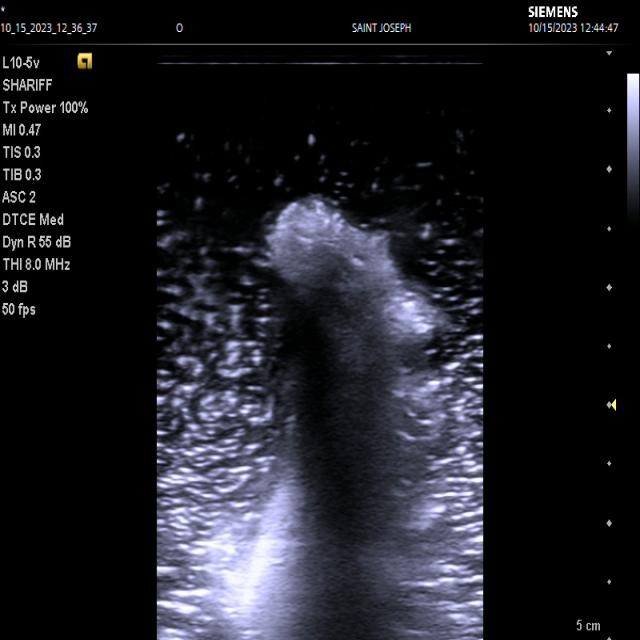 *
SIEMENS
10_15_2023_12_36_37 O SAINT JOSEPH 10/15/2023 12:44:47
L10-5v
SHARIFF
Tx Power 100%
MI 0.47
TIS 0.3
TIB 0.3
ASC 2
DTCE Med
Dyn R 55 dB
THI 8.0 MHz
3 dB
50 fps
5 cm